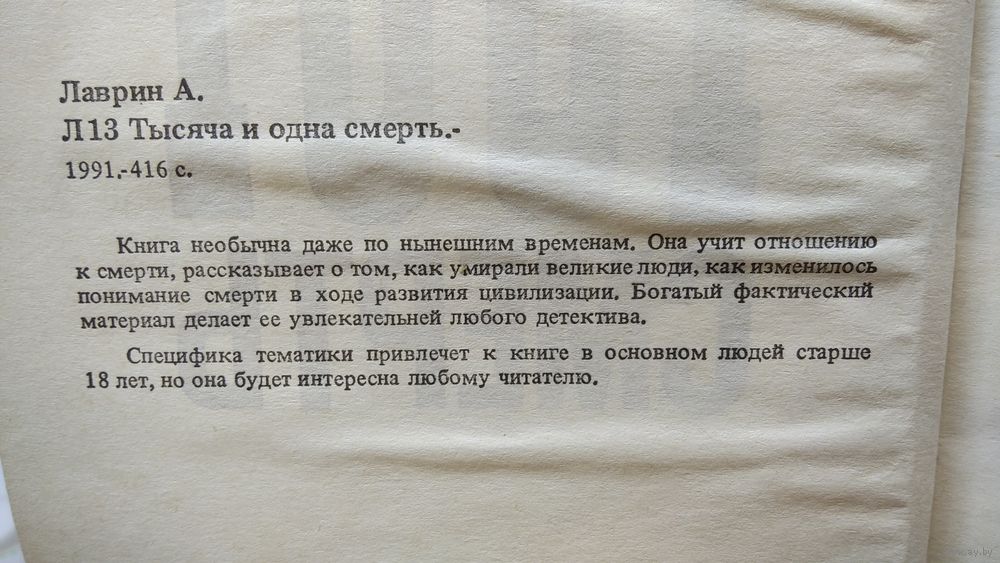 Лаврин А.
Л13 Тысяча и одна смерть.-
1991.-416 с.
Книга необычна даже по нынешним временам. Она учит отношению
к смерти, рассказывает о том, как умирали великие люди, как изменилось
понимание смерти в ходе развития цивилизации. Богатый фактический
материал делает ее увлекательней любого детектива.
Специфика тематики привлечет к книге в основном людей старше
18 лет, но она будет интересна любому читателю.